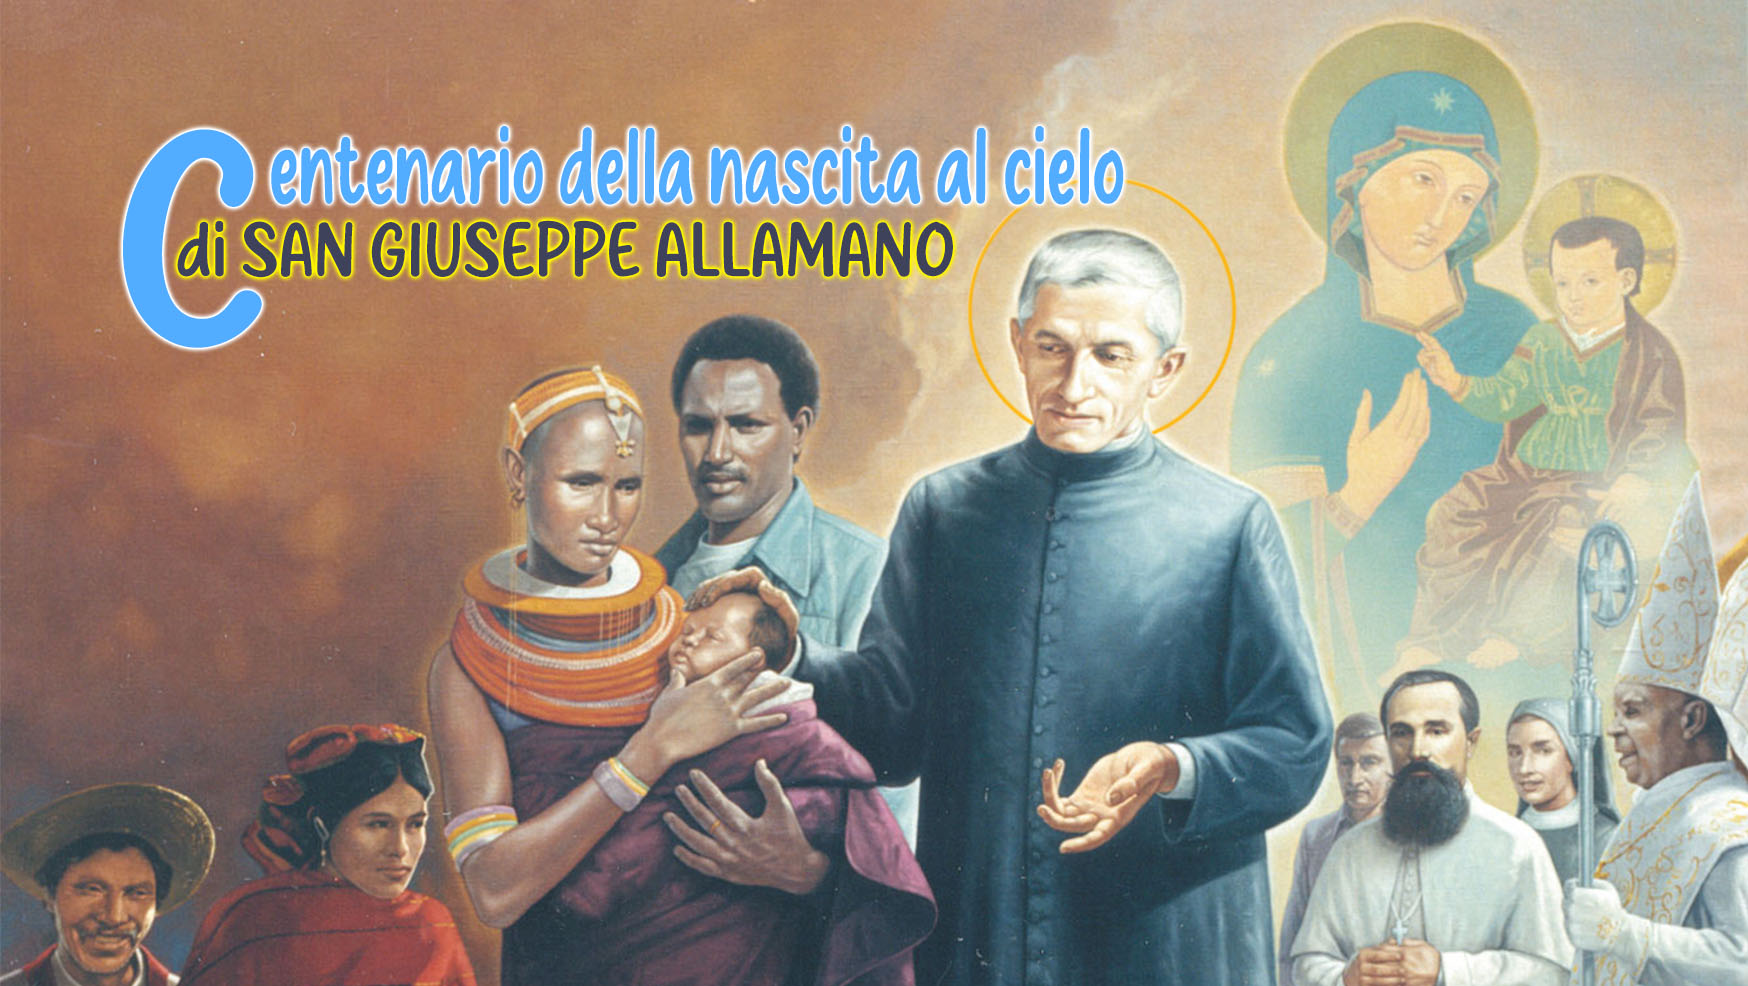 Centenario della nascita al cielo
di SAN GIUSEPPE ALLAMANO